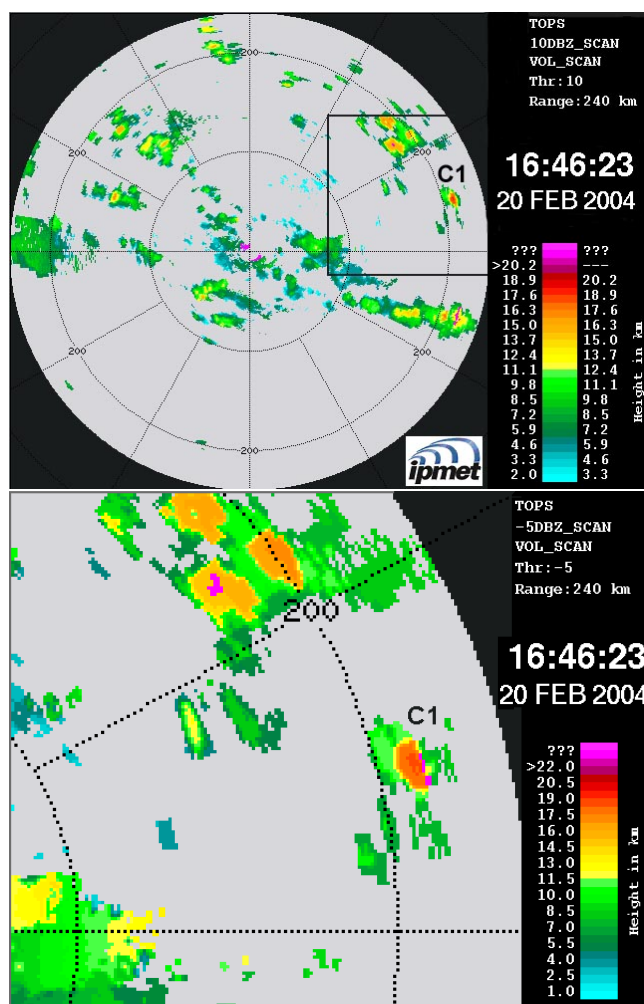 TOPS
10DBZ_SCAN
VOL_SCAN
Thr:10
Range:240 km
16:46:23
20 FEB 2004
C1
200
200
200
200
200
200
??? ???
>20.2 ---
18.9 20.2
17.6 18.9
16.3 17.6
15.0 16.3
13.7 15.0
12.4 13.7
11.1 12.4
9.8 11.1
8.5 9.8
7.2 8.5
5.9 7.2
4.6 5.9
3.3 4.6
2.0 3.3
Height in km
ipmet
TOPS
-5DBZ_SCAN
VOL_SCAN
Thr:-5
Range:240 km
16:46:23
20 FEB 2004
200
C1
???
>22.0
20.5
19.0
17.5
16.0
14.5
13.0
11.5
10.0
8.5
7.0
5.5
4.0
2.5
1.0
Height in km